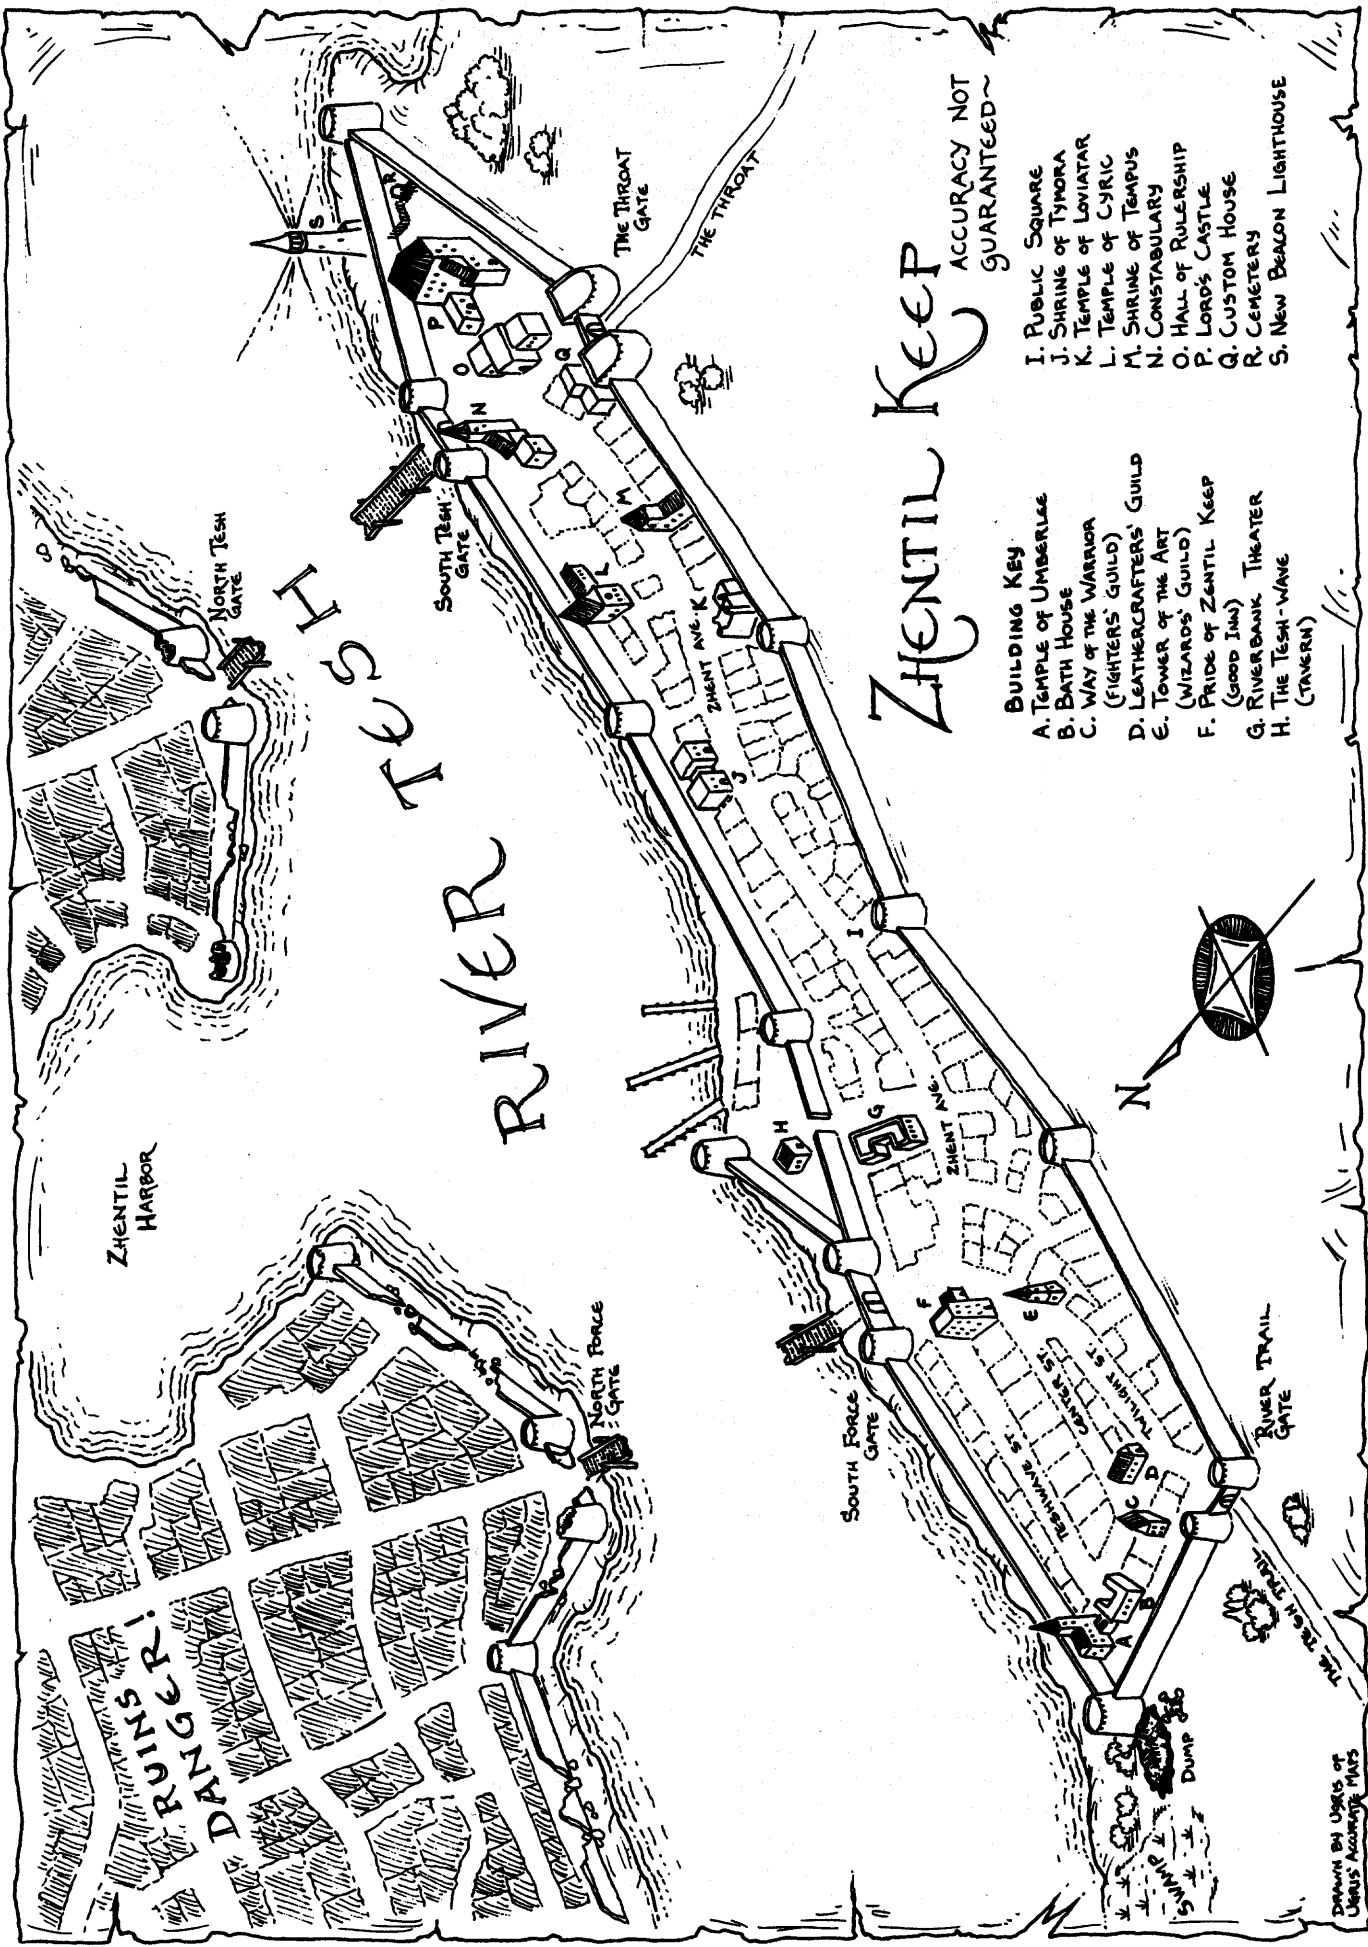 ZHENTIL KEEP
ACCURACY NOT
GUARANTEED~
BUILDING KEY
A. TEMPLE OF UMBERLEE
B. BATH HOUSE
C. WAY OF THE WARRIOR
(FIGHTERS' GUILD)
D. LEATHERCRAFTERS' GUILD
E. TOWER OF THE ART
(WIZARDS' GUILD)
F. PRIDE OF ZENTIL KEEP
(GOOD INN)
G. RIVERBANK THEATER
H. THE TESH-WAVE
(TAVERN)
I. PUBLIC SQUARE
J. SHRINE OF TYMORA
K. TEMPLE OF LOVIATAR
L. TEMPLE OF CYRIC
M. SHRINE OF TEMPUS
N. CONSTABULARY
O. HALL OF RULERSHIP
P. LORD'S CASTLE
Q. CUSTOM HOUSE
R. CEMETERY
S. NEW BEACON LIGHTHOUSE
RUINS
DANGER!
ZHENTIL
HARBOR
NORTH TESH
GATE
RIVER TESH
NORTH FORCE
GATE
SOUTH TESH
GATE
SOUTH FORCE
GATE
THE THROAT
GATE
THE THROAT
RIVER TRAIL
GATE
THE TESH TRAIL
ZHENT AVE.
ZHENT AVE.
TESHWAVE ST
CENTER ST
TWILIGHT ST
SWAMP
DUMP
A
B
C
D
E
F
G
H
I
J
K
L
M
N
O
P
Q
R
S
N
DRAWN BY USRIS OF
USRIS' ACCURATE MAPS